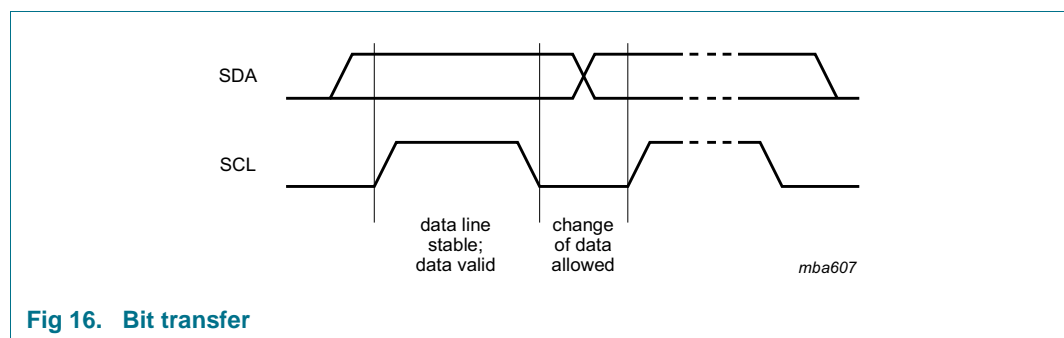 SDA
SCL
data line
stable;
data valid
change
of data
allowed
mba607
Fig 16. Bit transfer